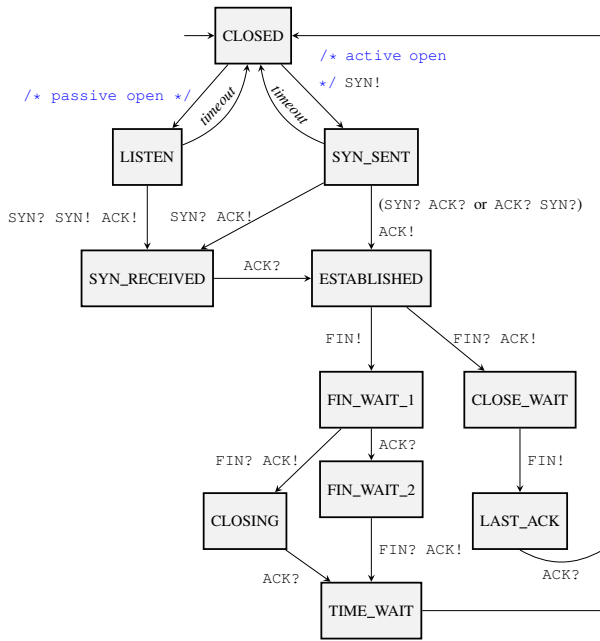 CLOSED
/* active open
*/ SYN!
/* passive open */
timeout
timeout
LISTEN
SYN_SENT
(SYN? ACK? or ACK? SYN?)
SYN? SYN! ACK!
SYN? ACK!
ACK!
SYN_RECEIVED
ACK?
ESTABLISHED
FIN!
FIN? ACK!
FIN_WAIT_1
CLOSE_WAIT
FIN? ACK!
ACK?
FIN!
FIN_WAIT_2
CLOSING
LAST_ACK
FIN? ACK!
ACK?
ACK?
TIME_WAIT